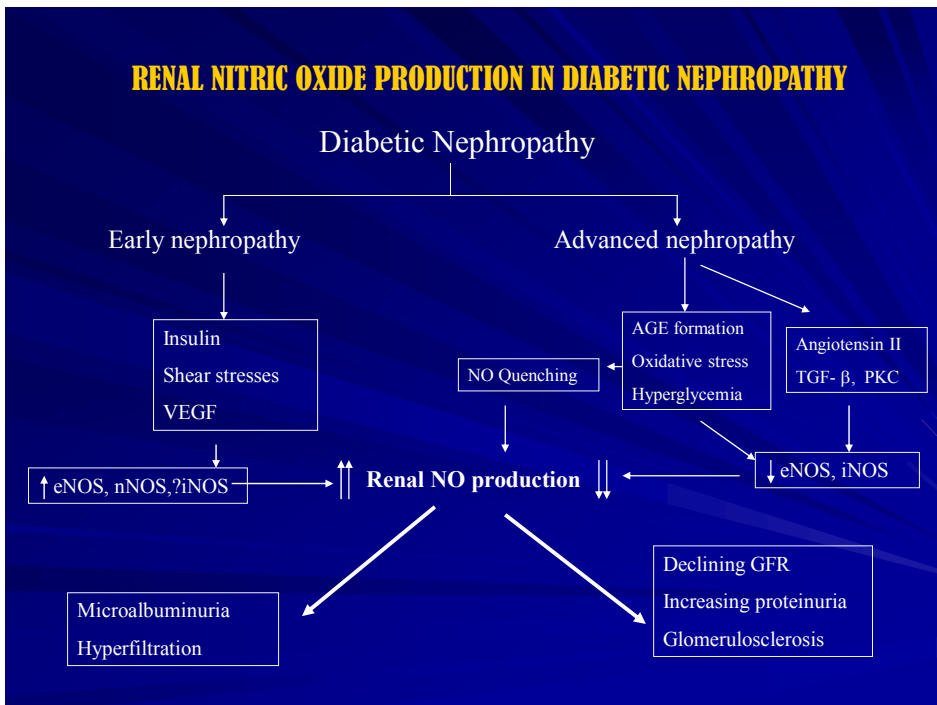 RENAL NITRIC OXIDE PRODUCTION IN DIABETIC NEPHROPATHY
Diabetic Nephropathy
Early nephropathy
Advanced nephropathy
Insulin
Shear stresses
VEGF
NO Quenching
AGE formation
Oxidative stress
Hyperglycemia
Angiotensin II
TGF- β, PKC
↑ eNOS, nNOS,?iNOS
↑↑ Renal NO production ↓↓
↓ eNOS, iNOS
Microalbuminuria
Hyperfiltration
Declining GFR
Increasing proteinuria
Glomerulosclerosis